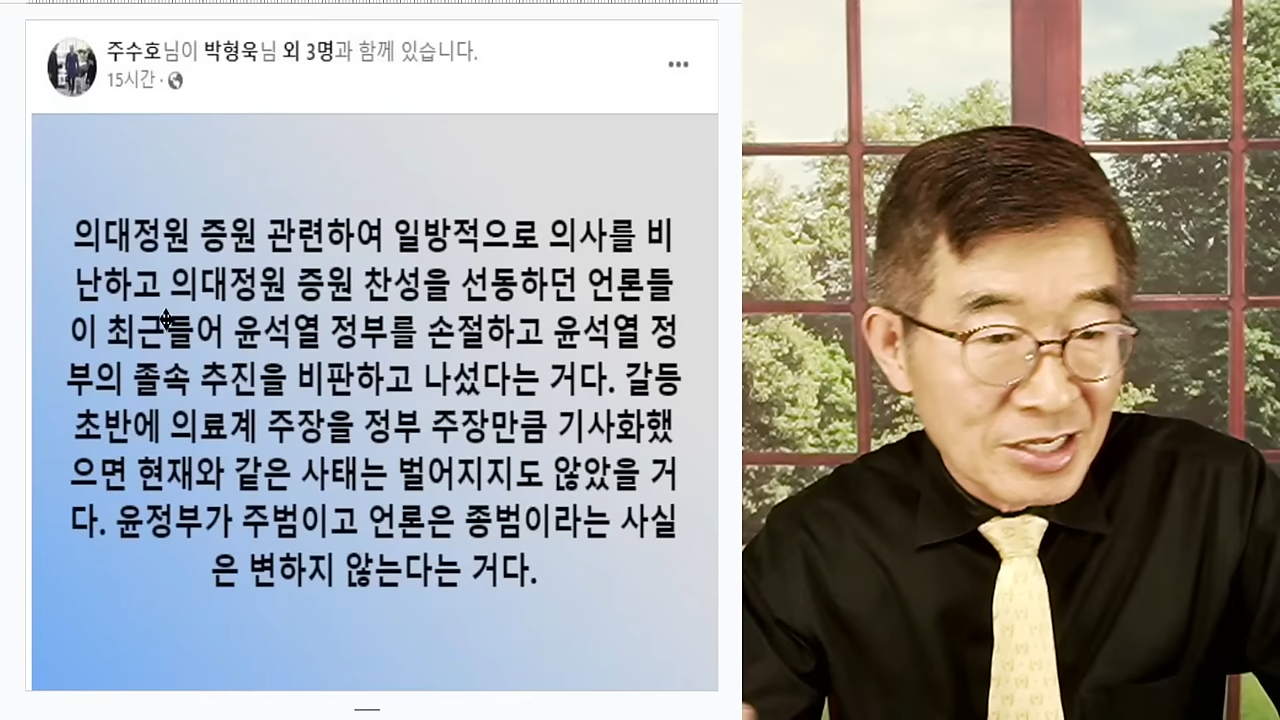 주수호님이 박형욱님 외 3명과 함께 있습니다.
15시간 ·
의대정원 증원 관련하여 일방적으로 의사를 비
난하고 의대정원 증원 찬성을 선동하던 언론들
이 최근들어 윤석열 정부를 손절하고 윤석열 정
부의 졸속 추진을 비판하고 나섰다는 거다. 갈등
초반에 의료계 주장을 정부 주장만큼 기사화했
으면 현재와 같은 사태는 벌어지지도 않았을 거
다. 윤정부가 주범이고 언론은 종범이라는 사실
은 변하지 않는다는 거다.